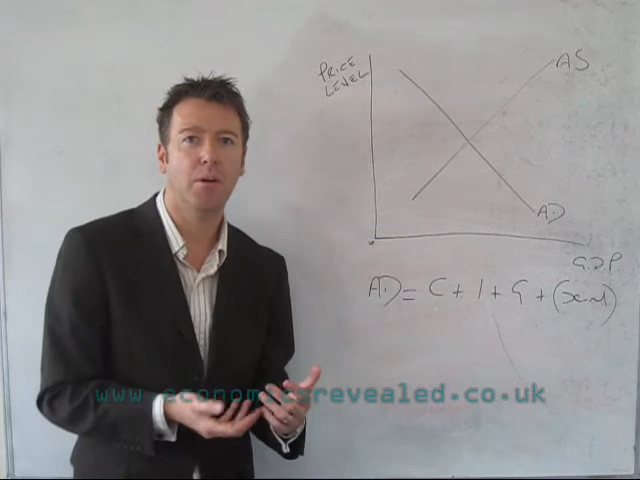 PRICE
LEVEL
AS
AD
GDP
AD = C + I + G + (x-m)
www.economicsrevealed.co.uk